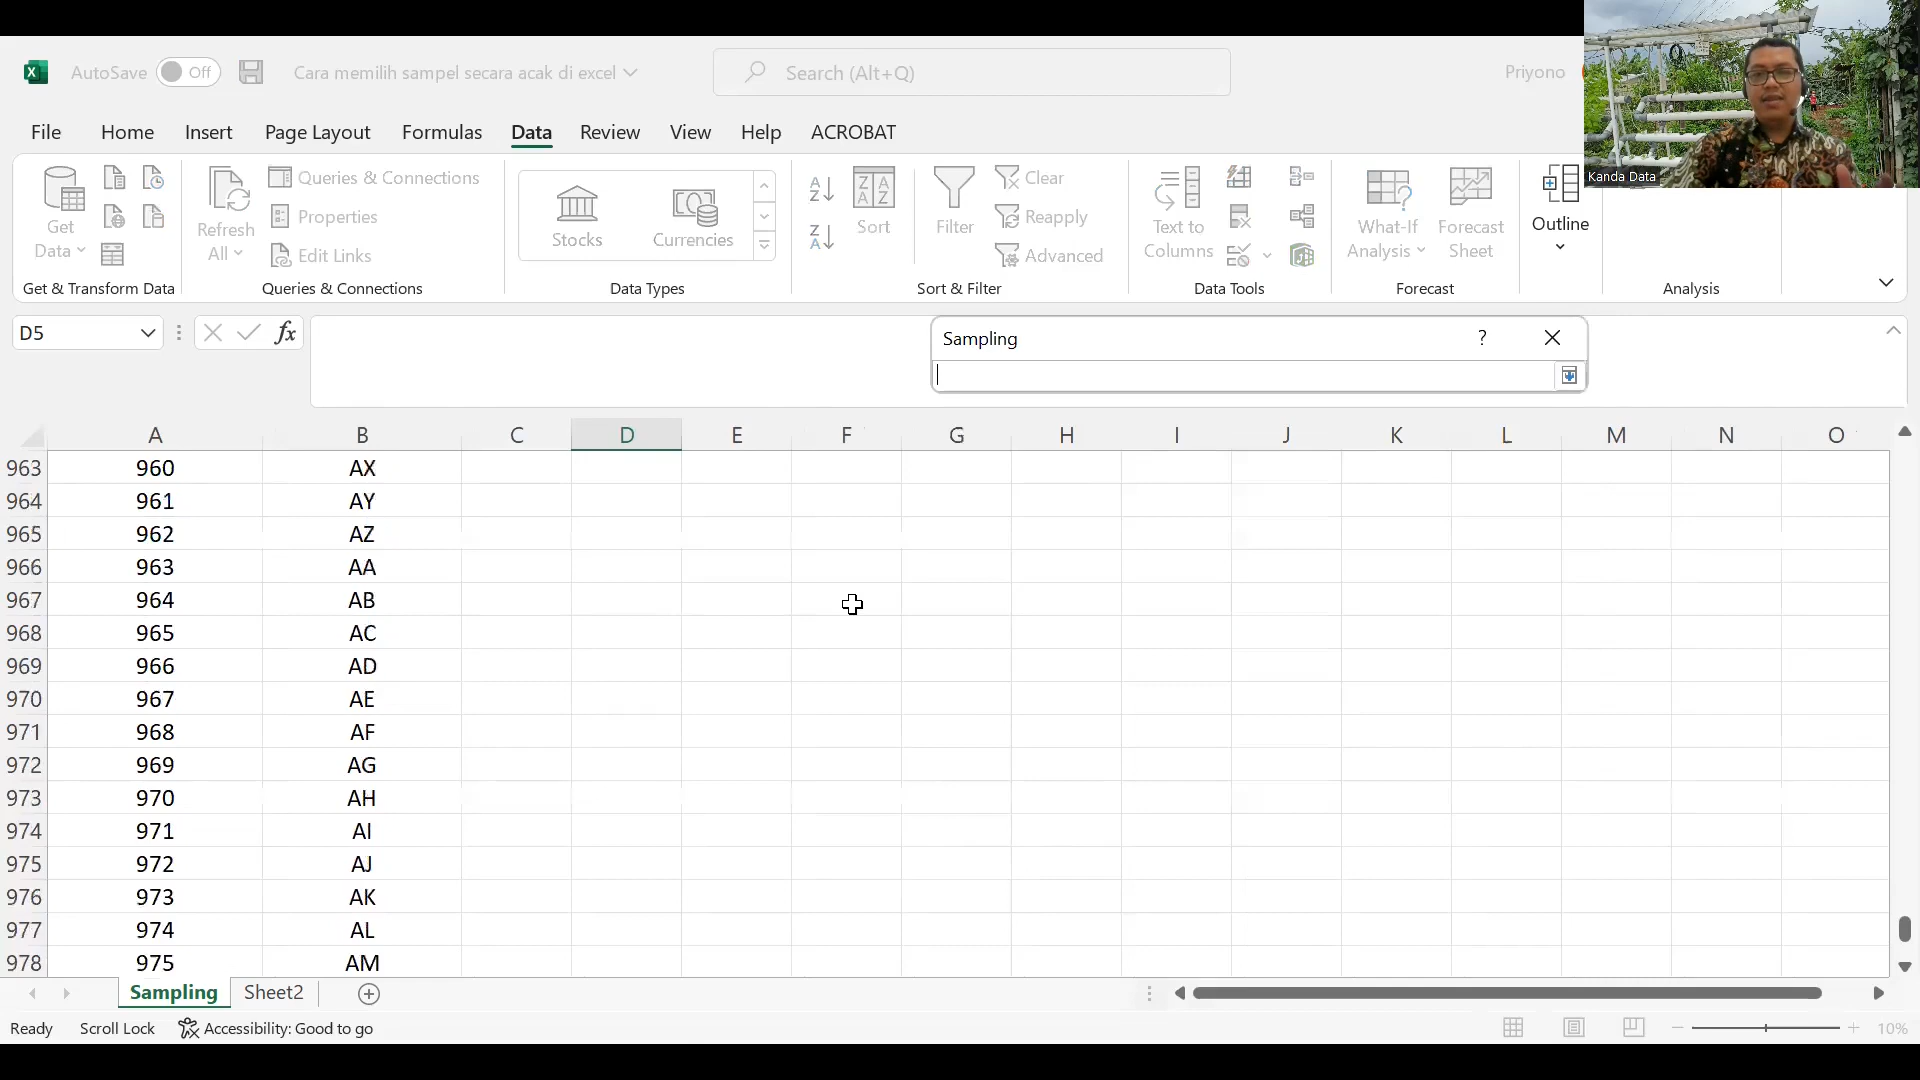 AutoSave Off Cara memilih sampel secara acak di excel Search (Alt+Q) Priyono
Kanda Data
File Home Insert Page Layout Formulas Data Review View Help ACROBAT
Get Data
Refresh All
Queries & Connections
Properties
Edit Links
Stocks
Currencies
Sort
Filter
Clear
Reapply
Advanced
Text to Columns
What-If Analysis
Forecast Sheet
Outline
Get & Transform Data Queries & Connections Data Types Sort & Filter Data Tools Forecast Analysis
D5 fx
Sampling ?
A B C D E F G H I J K L M N O
963 960 AX
964 961 AY
965 962 AZ
966 963 AA
967 964 AB
968 965 AC
969 966 AD
970 967 AE
971 968 AF
972 969 AG
973 970 AH
974 971 AI
975 972 AJ
976 973 AK
977 974 AL
978 975 AM
Sampling Sheet2
Ready Scroll Lock Accessibility: Good to go 10%